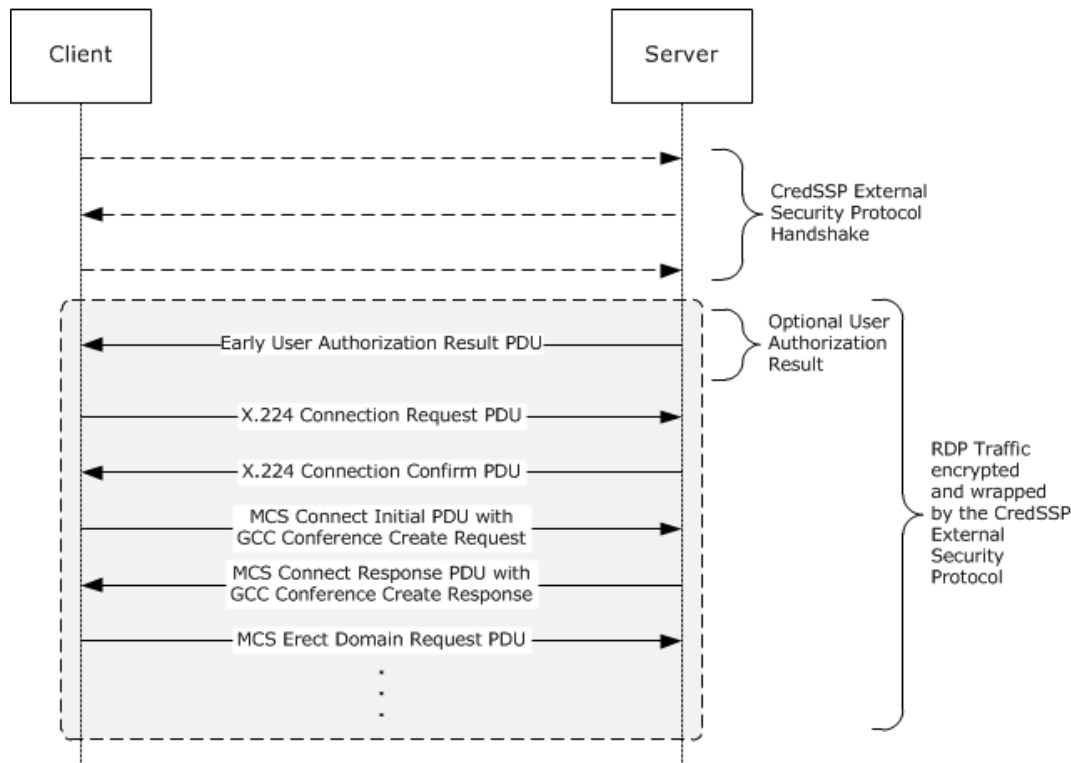 Client
Server
CredSSP External
Security Protocol
Handshake
Optional User
Authorization
Result
Early User Authorization Result PDU
X.224 Connection Request PDU
X.224 Connection Confirm PDU
MCS Connect Initial PDU with
GCC Conference Create Request
MCS Connect Response PDU with
GCC Conference Create Response
MCS Erect Domain Request PDU
RDP Traffic
encrypted
and wrapped
by the CredSSP
External
Security
Protocol